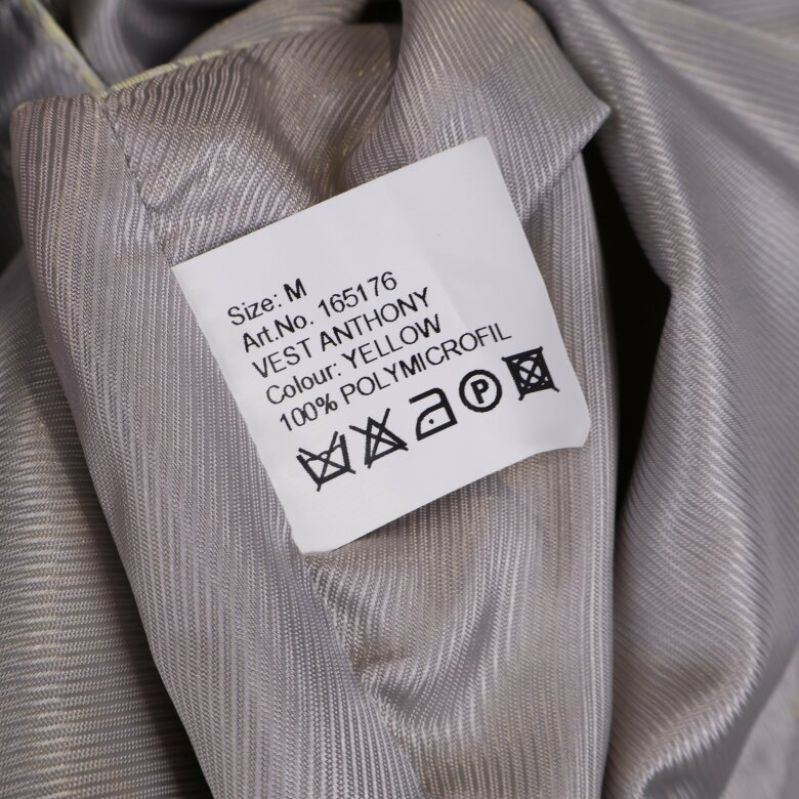 Size: M
Art.No. 165176
VEST ANTHONY
Colour: YELLOW
100% POLYMICROFIL
P